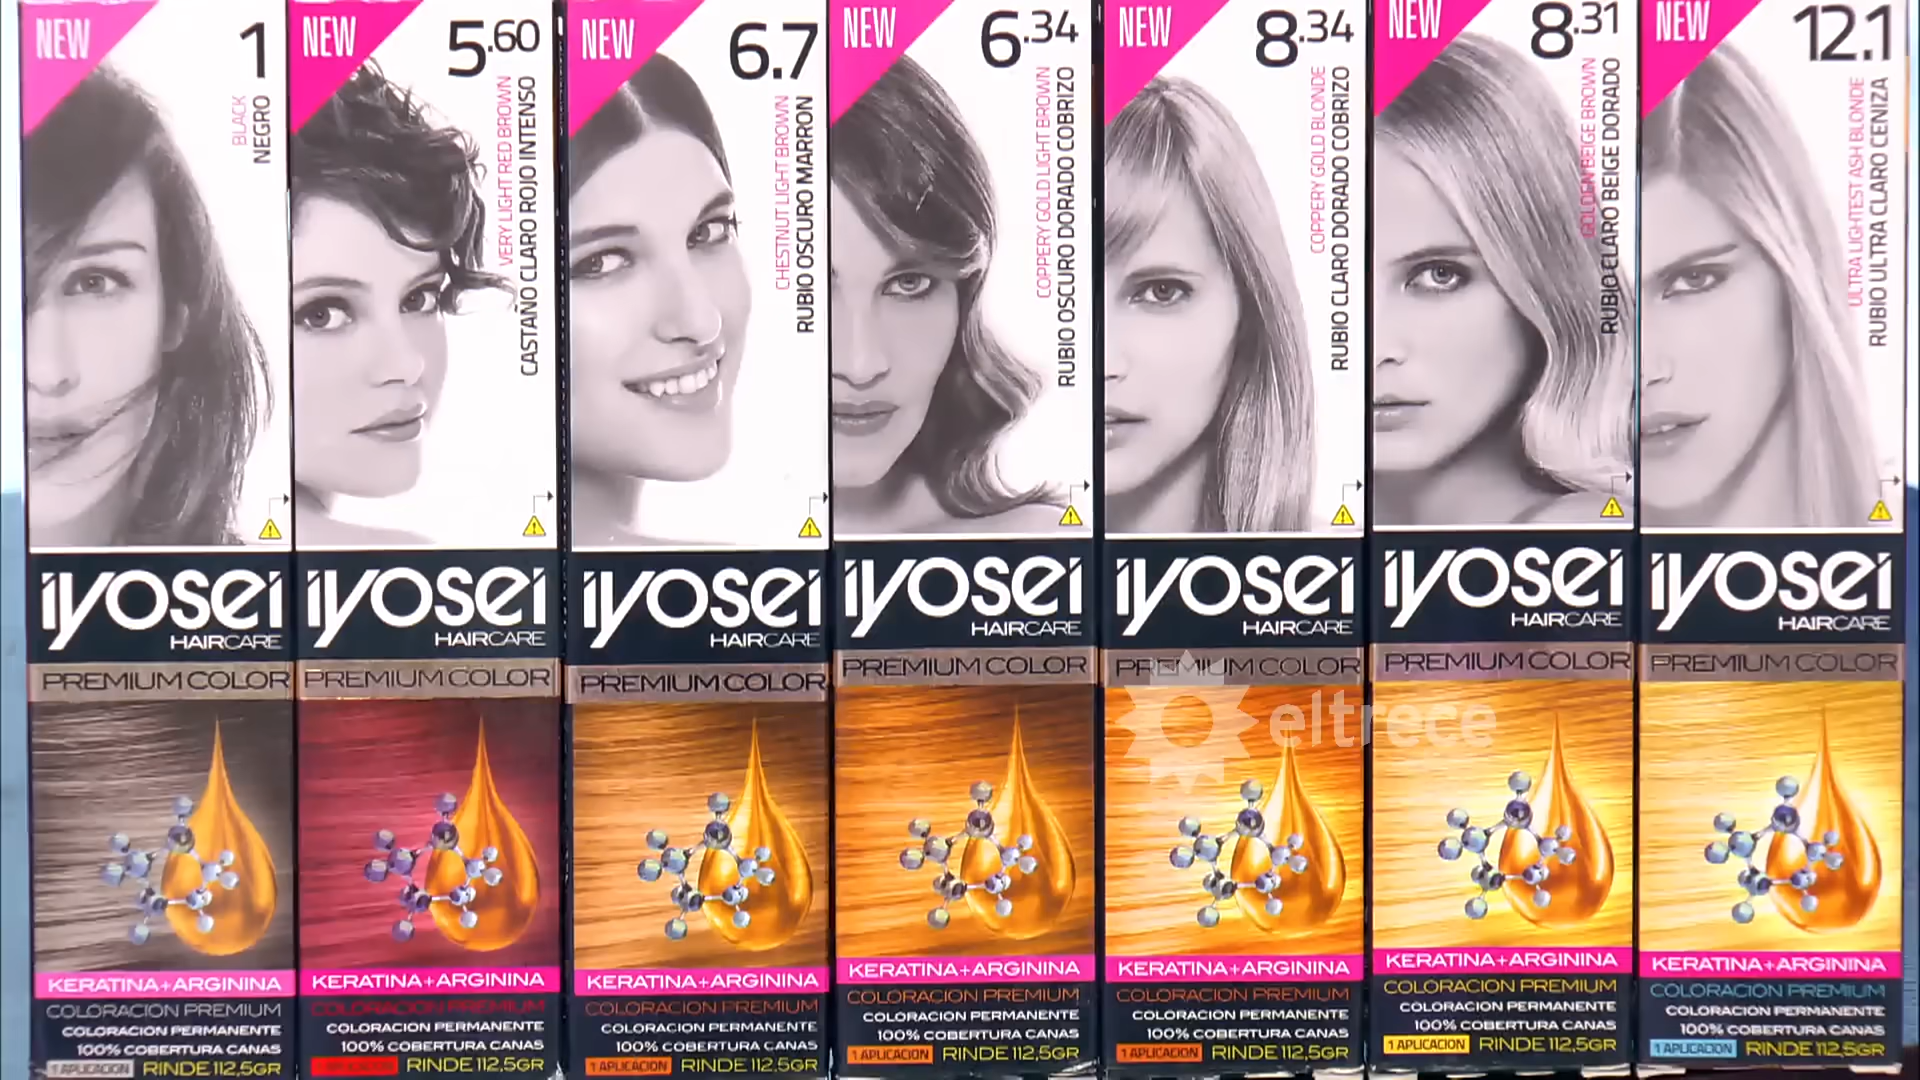 NEW
1
BLACK
NEGRO
iyosei
HAIRCARE
PREMIUM COLOR
KERATINA+ARGININA
COLORACION PREMIUM
COLORACION PERMANENTE
100% COBERTURA CANAS
1 APLICACION RINDE 112,5GR
NEW
5.60
VERY LIGHT RED BROWN
CASTAÑO CLARO ROJO INTENSO
iyosei
HAIRCARE
PREMIUM COLOR
KERATINA+ARGININA
COLORACION PREMIUM
COLORACION PERMANENTE
100% COBERTURA CANAS
RINDE 112,5GR
NEW
6.7
CHESTNUT LIGHT BROWN
RUBIO OSCURO MARRON
iyosei
HAIRCARE
PREMIUM COLOR
KERATINA+ARGININA
COLORACION PREMIUM
COLORACION PERMANENTE
100% COBERTURA CANAS
1 APLICACION RINDE 112,5GR
NEW
6.34
COPPERY GOLD LIGHT BROWN
RUBIO OSCURO DORADO COBRIZO
iyosei
HAIRCARE
PREMIUM COLOR
KERATINA+ARGININA
COLORACION PREMIUM
COLORACION PERMANENTE
100% COBERTURA CANAS
1 APLICACION RINDE 112,5GR
NEW
8.34
COPPERY GOLD BLONDE
RUBIO CLARO DORADO COBRIZO
iyosei
HAIRCARE
PREMIUM COLOR
eltrece
KERATINA+ARGININA
COLORACION PREMIUM
COLORACION PERMANENTE
100% COBERTURA CANAS
1 APLICACION RINDE 112,5GR
NEW
8.31
GOLDEN BEIGE BROWN
RUBIO CLARO BEIGE DORADO
iyosei
HAIRCARE
PREMIUM COLOR
KERATINA+ARGININA
COLORACION PREMIUM
COLORACION PERMANENTE
100% COBERTURA CANAS
1 APLICACION RINDE 112,5GR
NEW
12.1
ULTRA LIGHTEST ASH BLONDE
RUBIO ULTRA CLARO CENIZA
iyosei
HAIRCARE
PREMIUM COLOR
KERATINA+ARGININA
COLORACION PREMIUM
COLORACION PERMANENTE
100% COBERTURA CANAS
1 APLICACION RINDE 112,5GR